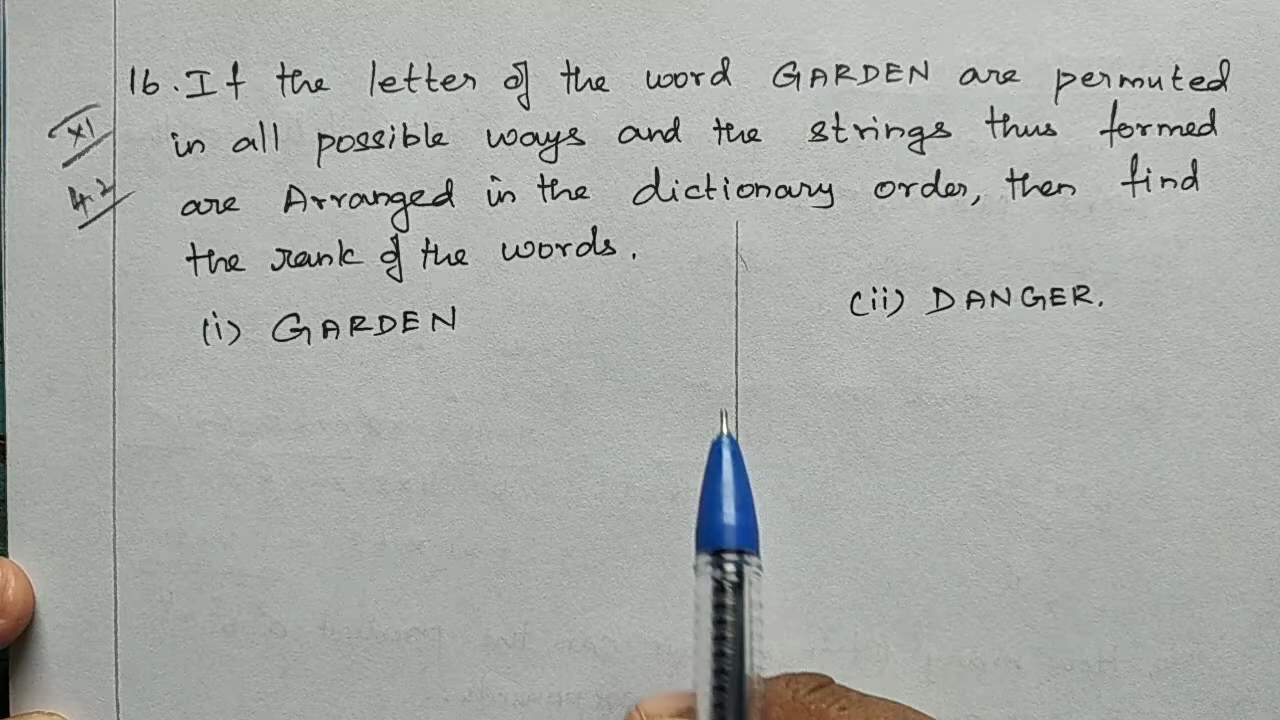 16. If the letter of the word GARDEN are permuted
XI
in all possible ways and the strings thus formed
4.2
are Arranged in the dictionary order, then find
the rank of the words.
(i) GARDEN
(ii) DANGER.